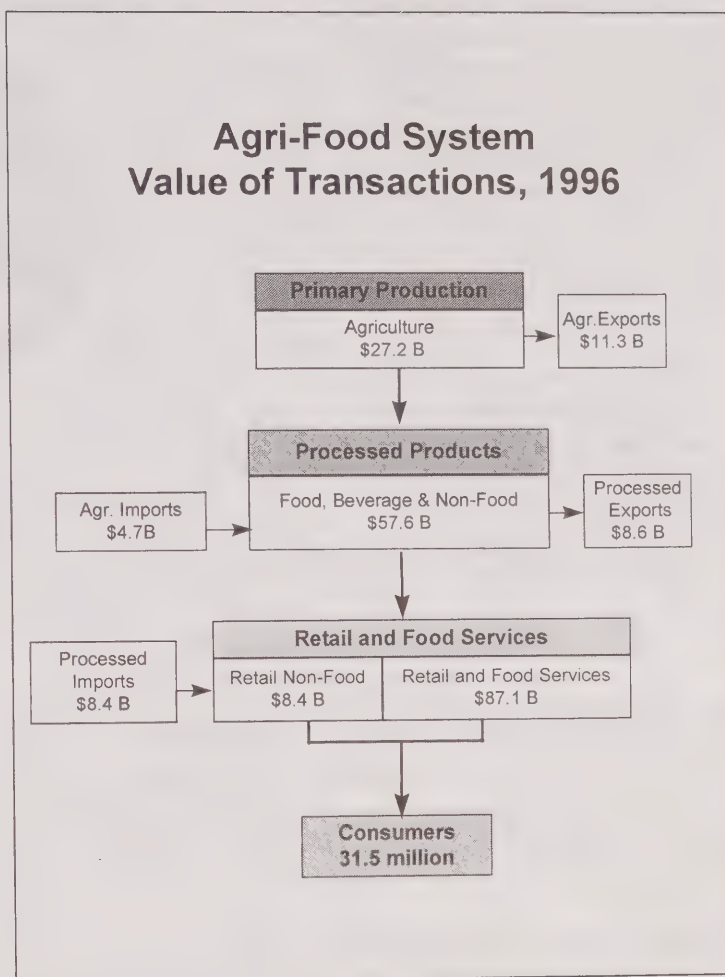 Agri-Food System
Value of Transactions, 1996
Primary Production
Agriculture
$27.2 B
Agr.Exports
$11.3 B
Processed Products
Agr. Imports
$4.7B
Food, Beverage & Non-Food
$57.6 B
Processed
Exports
$8.6 B
Retail and Food Services
Processed
Imports
$8.4 B
Retail Non-Food
$8.4 B
Retail and Food Services
$87.1 B
Consumers
31.5 million